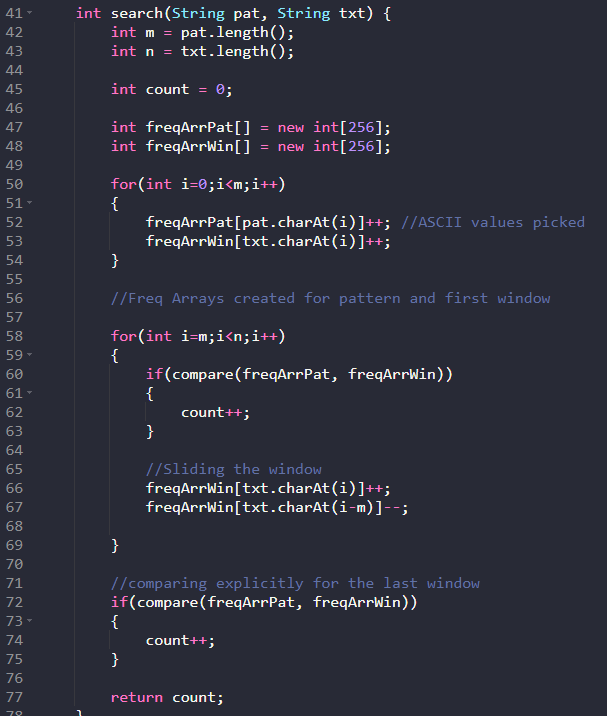 41 int search(String pat, String txt) {
42 int m = pat.length();
43 int n = txt.length();
44
45 int count = 0;
46
47 int freqArrPat[] = new int[256];
48 int freqArrWin[] = new int[256];
49
50 for(int i=0;i<m;i++)
51 {
52 freqArrPat[pat.charAt(i)]++; //ASCII values picked
53 freqArrWin[txt.charAt(i)]++;
54 }
55
56 //Freq Arrays created for pattern and first window
57
58 for(int i=m;i<n;i++)
59 {
60 if(compare(freqArrPat, freqArrWin))
61 {
62 count++;
63 }
64
65 //Sliding the window
66 freqArrWin[txt.charAt(i)]++;
67 freqArrWin[txt.charAt(i-m)]--;
68
69 }
70
71 //comparing explicitly for the last window
72 if(compare(freqArrPat, freqArrWin))
73 {
74 count++;
75 }
76
77 return count;
78 }